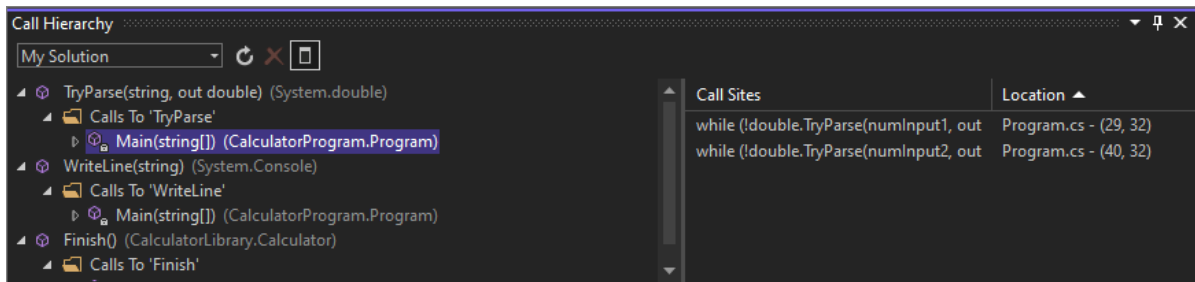 Call Hierarchy
My Solution
TryParse(string, out double) (System.double)
Calls To 'TryParse'
Main(string[]) (CalculatorProgram.Program)
WriteLine(string) (System.Console)
Calls To 'WriteLine'
Main(string[]) (CalculatorProgram.Program)
Finish() (CalculatorLibrary.Calculator)
Calls To 'Finish'
Call Sites Location
while (!double.TryParse(numInput1, out Program.cs - (29, 32)
while (!double.TryParse(numInput2, out Program.cs - (40, 32)